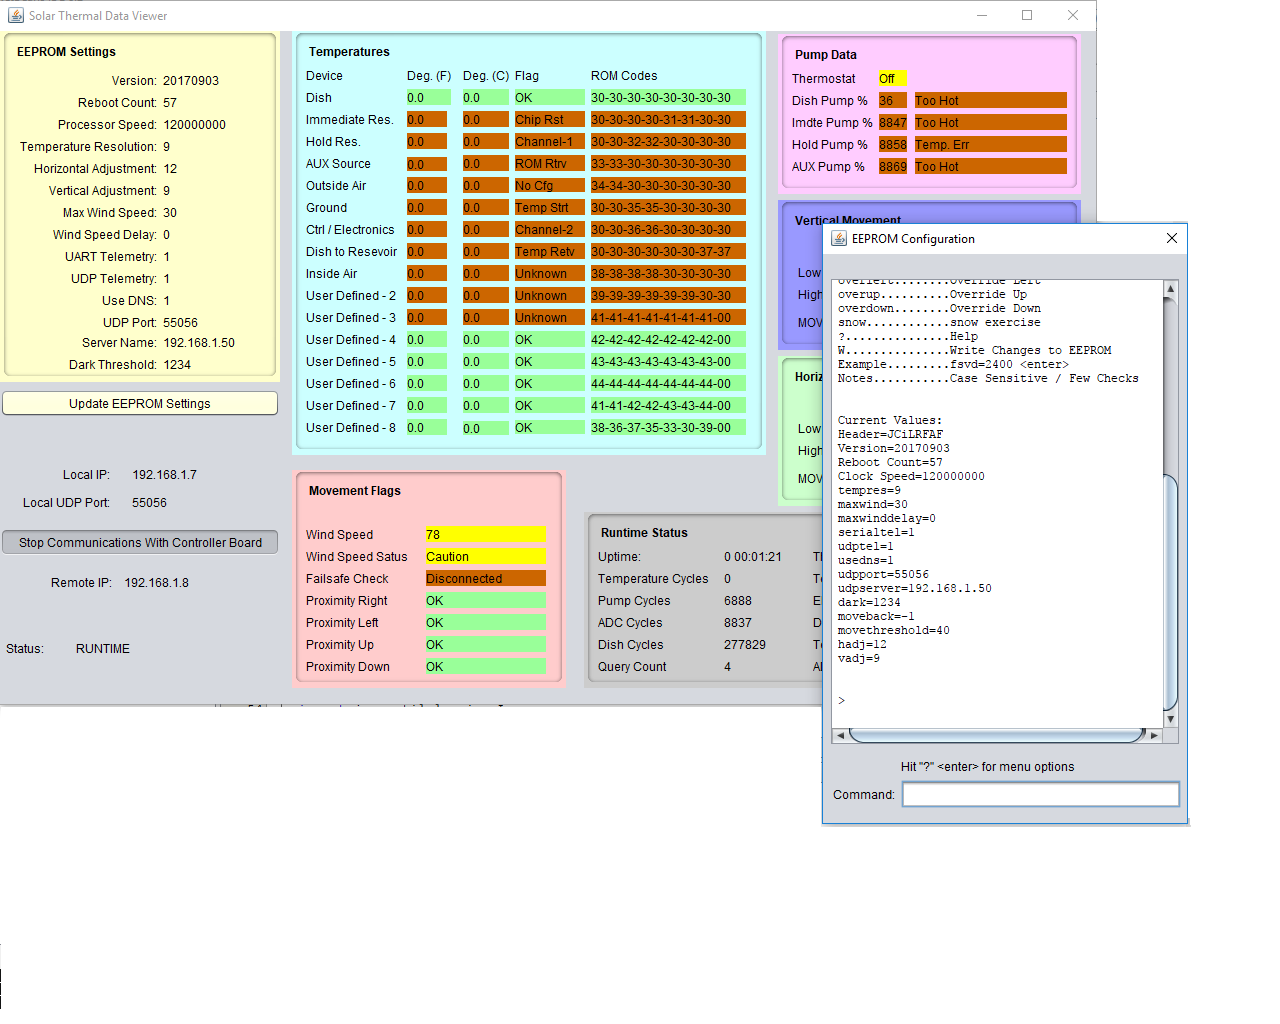 Solar Thermal Data Viewer
EEPROM Settings
Version: 20170903
Reboot Count: 57
Processor Speed: 120000000
Temperature Resolution: 9
Horizontal Adjustment: 12
Vertical Adjustment: 9
Max Wind Speed: 30
Wind Speed Delay: 0
UART Telemetry: 1
UDP Telemetry: 1
Use DNS: 1
UDP Port: 55056
Server Name: 192.168.1.50
Dark Threshold: 1234
Update EEPROM Settings
Local IP: 192.168.1.7
Local UDP Port: 55056
Stop Communications With Controller Board
Remote IP: 192.168.1.8
Status: RUNTIME
Temperatures
Device Deg. (F) Deg. (C) Flag ROM Codes
Dish 0.0 0.0 OK 30-30-30-30-30-30-30-30
Immediate Res. 0.0 0.0 Chip Rst 30-30-30-30-31-31-30-30
Hold Res. 0.0 0.0 Channel-1 30-30-32-32-30-30-30-30
AUX Source 0.0 0.0 ROM Rtrv 33-33-30-30-30-30-30-30
Outside Air 0.0 0.0 No Cfg 34-34-30-30-30-30-30-30
Ground 0.0 0.0 Temp Strt 30-30-35-35-30-30-30-30
Ctrl / Electronics 0.0 0.0 Channel-2 30-30-36-36-30-30-30-30
Dish to Resevoir 0.0 0.0 Temp Retv 30-30-30-30-30-30-37-37
Inside Air 0.0 0.0 Unknown 38-38-38-38-30-30-30-30
User Defined - 2 0.0 0.0 Unknown 39-39-39-39-39-39-30-30
User Defined - 3 0.0 0.0 Unknown 41-41-41-41-41-41-41-00
User Defined - 4 0.0 0.0 OK 42-42-42-42-42-42-42-00
User Defined - 5 0.0 0.0 OK 43-43-43-43-43-43-43-00
User Defined - 6 0.0 0.0 OK 44-44-44-44-44-44-44-00
User Defined - 7 0.0 0.0 OK 41-41-42-42-43-43-44-00
User Defined - 8 0.0 0.0 OK 38-36-37-35-33-30-39-00
Movement Flags
Wind Speed 78
Wind Speed Satus Caution
Failsafe Check Disconnected
Proximity Right OK
Proximity Left OK
Proximity Up OK
Proximity Down OK
Pump Data
Thermostat Off
Dish Pump % 36 Too Hot
Imdte Pump % 8847 Too Hot
Hold Pump % 8858 Temp. Err
AUX Pump % 8869 Too Hot
Vertical Movement
Low
High
MOV
Horiz
Low
High
MOV
Runtime Status
Uptime: 0 00:01:21
Temperature Cycles 0
Pump Cycles 6888
ADC Cycles 8837
Dish Cycles 277829
Query Count 4
EEPROM Configuration
overleft........Override Left
overup..........Override Up
overdown........Override Down
snow............snow exercise
?...............Help
W...............Write Changes to EEPROM
Example.........fsvd=2400 <enter>
Notes...........Case Sensitive / Few Checks
Current Values:
Header=JCiLRFAF
Version=20170903
Reboot Count=57
Clock Speed=120000000
tempres=9
maxwind=30
maxwinddelay=0
serialtel=1
udptel=1
usedns=1
udpport=55056
udpserver=192.168.1.50
dark=1234
moveback=-1
movethreshold=40
hadj=12
vadj=9
>
Hit "?" <enter> for menu options
Command: